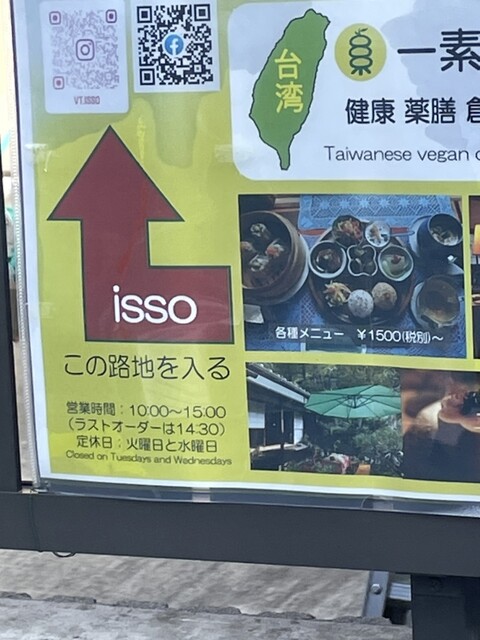 VT.ISSO
台湾
一素
健康 薬膳
Taiwanese vegan
isso
各種メニュー ¥1500(税別)~
この路地を入る
営業時間:10:00~15:00
(ラストオーダーは14:30)
定休日:火曜日と水曜日
Closed on Tuesdays and Wednesdays